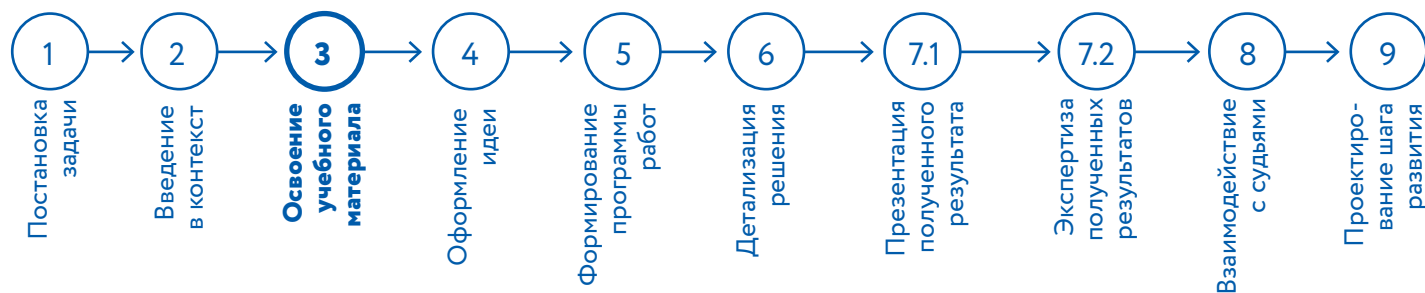 1
Постановка
задачи
2
Введение
в контекст
3
Освоение
учебного
материала
4
Оформление
идеи
5
Формирование
программы
работ
6
Детализация
решения
7.1
Презентация
полученного
результата
7.2
Экспертиза
полученных
результатов
8
Взаимодействие
с судьями
9
Проектиро-
вание шага
развития